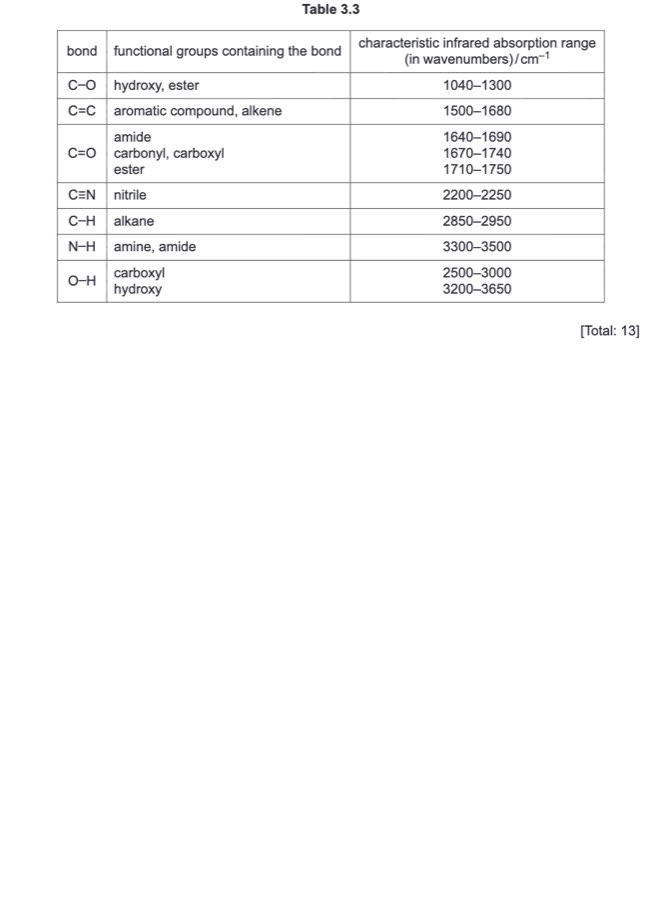 Table 3.3
bond functional groups containing the bond characteristic infrared absorption range (in wavenumbers)/cm⁻¹
C–O hydroxy, ester 1040–1300
C=C aromatic compound, alkene 1500–1680
amide 1640–1690
C=O carbonyl, carboxyl 1670–1740
ester 1710–1750
C≡N nitrile 2200–2250
C–H alkane 2850–2950
N–H amine, amide 3300–3500
O–H carboxyl 2500–3000
hydroxy 3200–3650
[Total: 13]